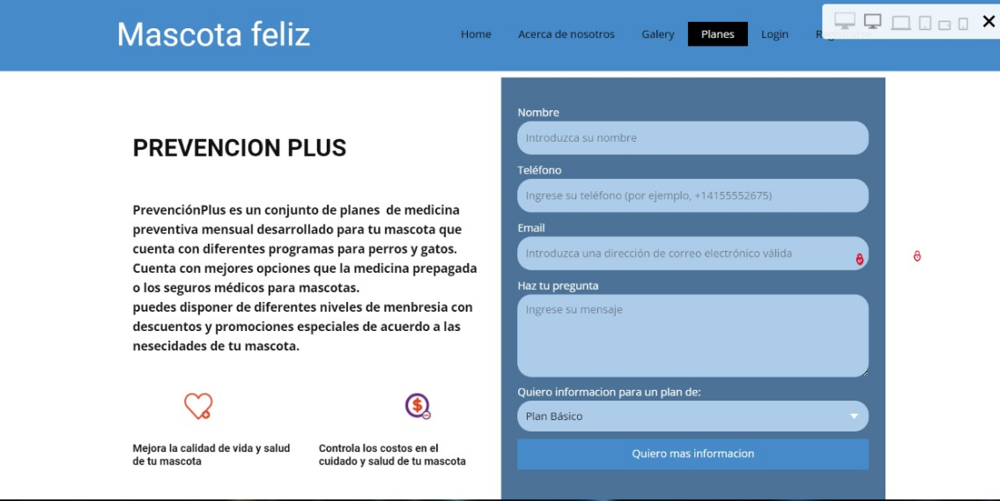 Mascota feliz
Home Acerca de nosotros Galery Planes Login
PREVENCION PLUS
PrevenciónPlus es un conjunto de planes de medicina
preventiva mensual desarrollado para tu mascota que
cuenta con diferentes programas para perros y gatos.
Cuenta con mejores opciones que la medicina prepagada
o los seguros médicos para mascotas.
puedes disponer de diferentes niveles de menbresia con
descuentos y promociones especiales de acuerdo a las
nesecidades de tu mascota.
Mejora la calidad de vida y salud
de tu mascota
Controla los costos en el
cuidado y salud de tu mascota
Nombre
Introduzca su nombre
Teléfono
Ingrese su teléfono (por ejemplo, +14155552675)
Email
Introduzca una dirección de correo electrónico válida
Haz tu pregunta
Ingrese su mensaje
Quiero informacion para un plan de:
Plan Básico
Quiero mas informacion